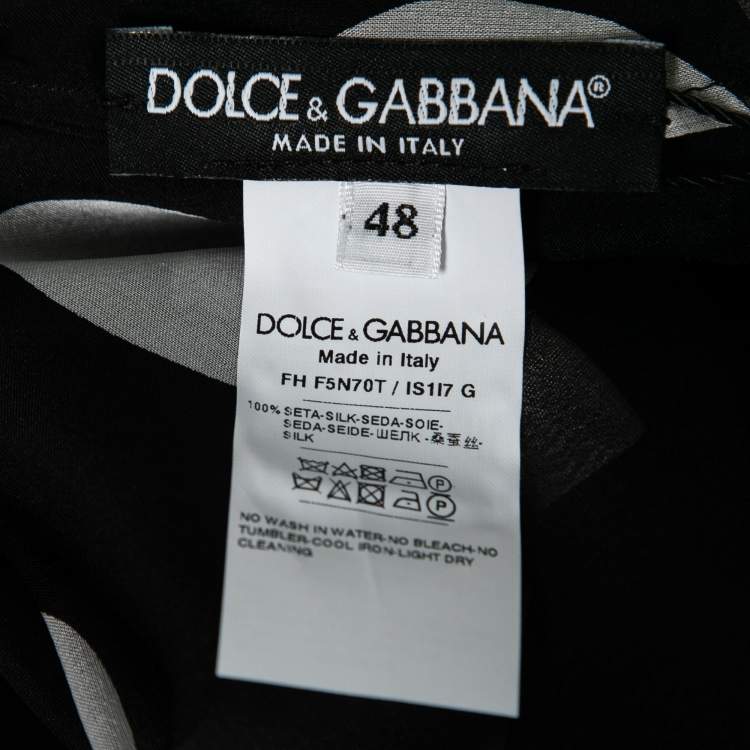 DOLCE & GABBANA®
MADE IN ITALY
48
DOLCE & GABBANA
Made in Italy
FH F5N70T / IS1I7 G
100% SETA-SILK-SEDA-SOIE-
SEDA-SEIDE-ШЕЛК-桑蚕丝-
SILK
P
P
NO WASH IN WATER-NO BLEACH-NO
TUMBLER-COOL IRON-LIGHT DRY
CLEANING